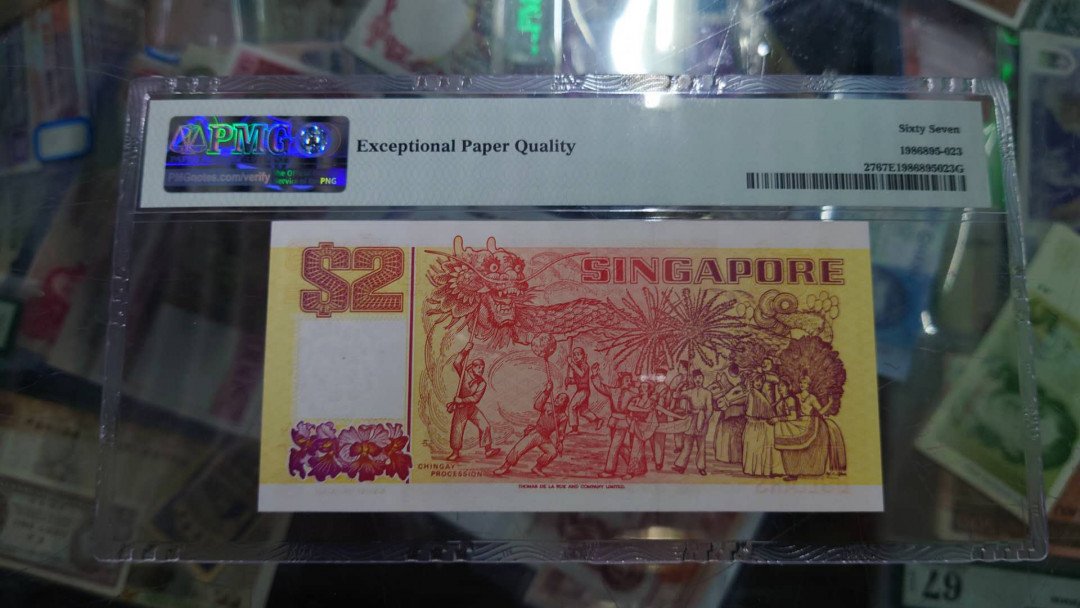 PMG
Exceptional Paper Quality
Sixty Seven
1986895-023
2767E1986895023G
PMGnotes.com/verify
PNG
$2
SINGAPORE
CHINGAY
PROCESSION
THOMAS DE LA RUE AND COMPANY LIMITED
67